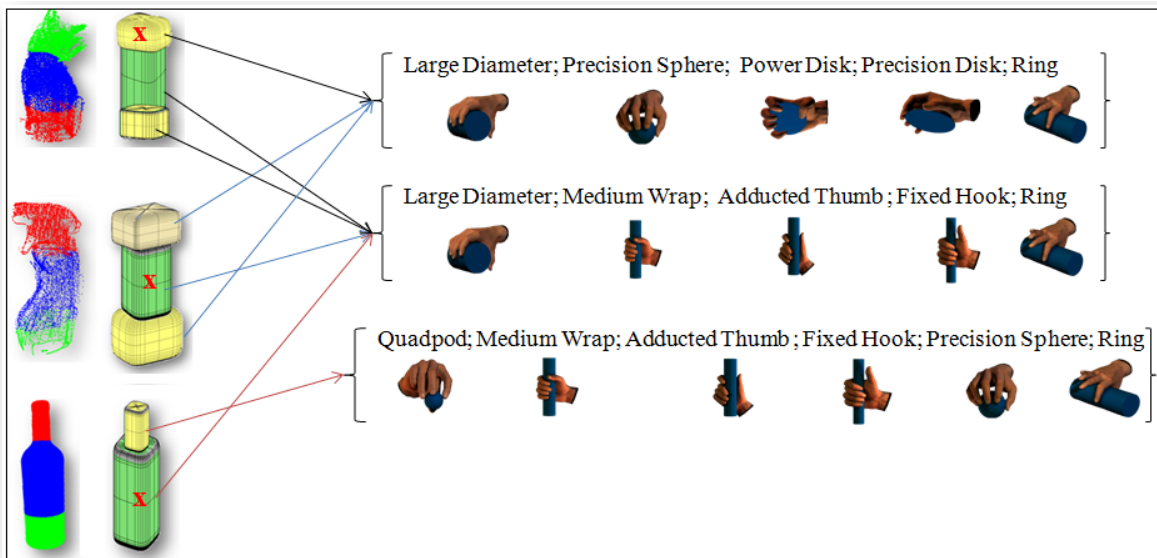 X
Large Diameter; Precision Sphere; Power Disk; Precision Disk; Ring
Large Diameter; Medium Wrap; Adducted Thumb ; Fixed Hook; Ring
X
Quadpod; Medium Wrap; Adducted Thumb ; Fixed Hook; Precision Sphere; Ring
X